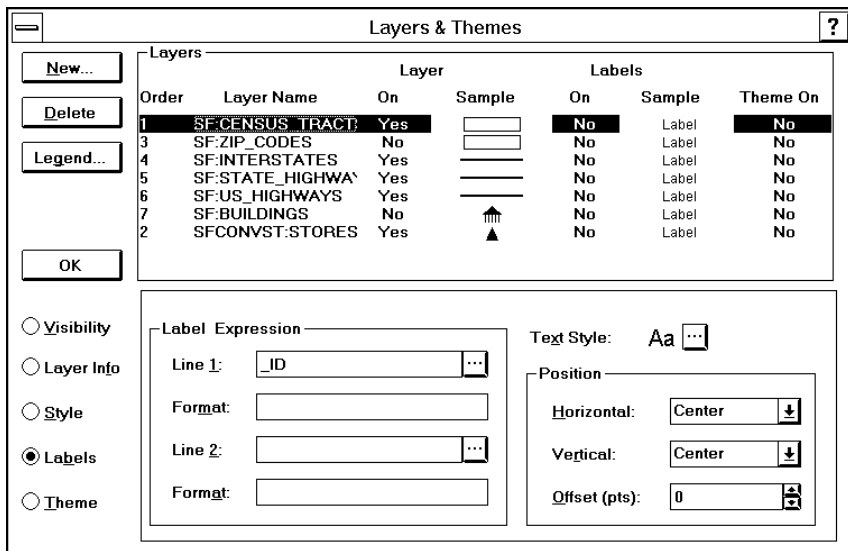 Layers & Themes ?
New...
Delete
Legend...
OK
Layers
Layer Labels
Order Layer Name On Sample On Sample Theme On
1 SF:CENSUS_TRACT: Yes No Label No
3 SF:ZIP_CODES No No Label No
4 SF:INTERSTATES Yes No Label No
5 SF:STATE_HIGHWA Yes No Label No
6 SF:US_HIGHWAYS Yes No Label No
7 SF:BUILDINGS No No Label No
2 SFCONVST:STORES Yes No Label No
Visibility
Layer Info
Style
Labels
Theme
Label Expression
Line 1: _ID ...
Format:
Line 2: ...
Format:
Text Style: Aa ...
Position
Horizontal: Center
Vertical: Center
Offset (pts): 0